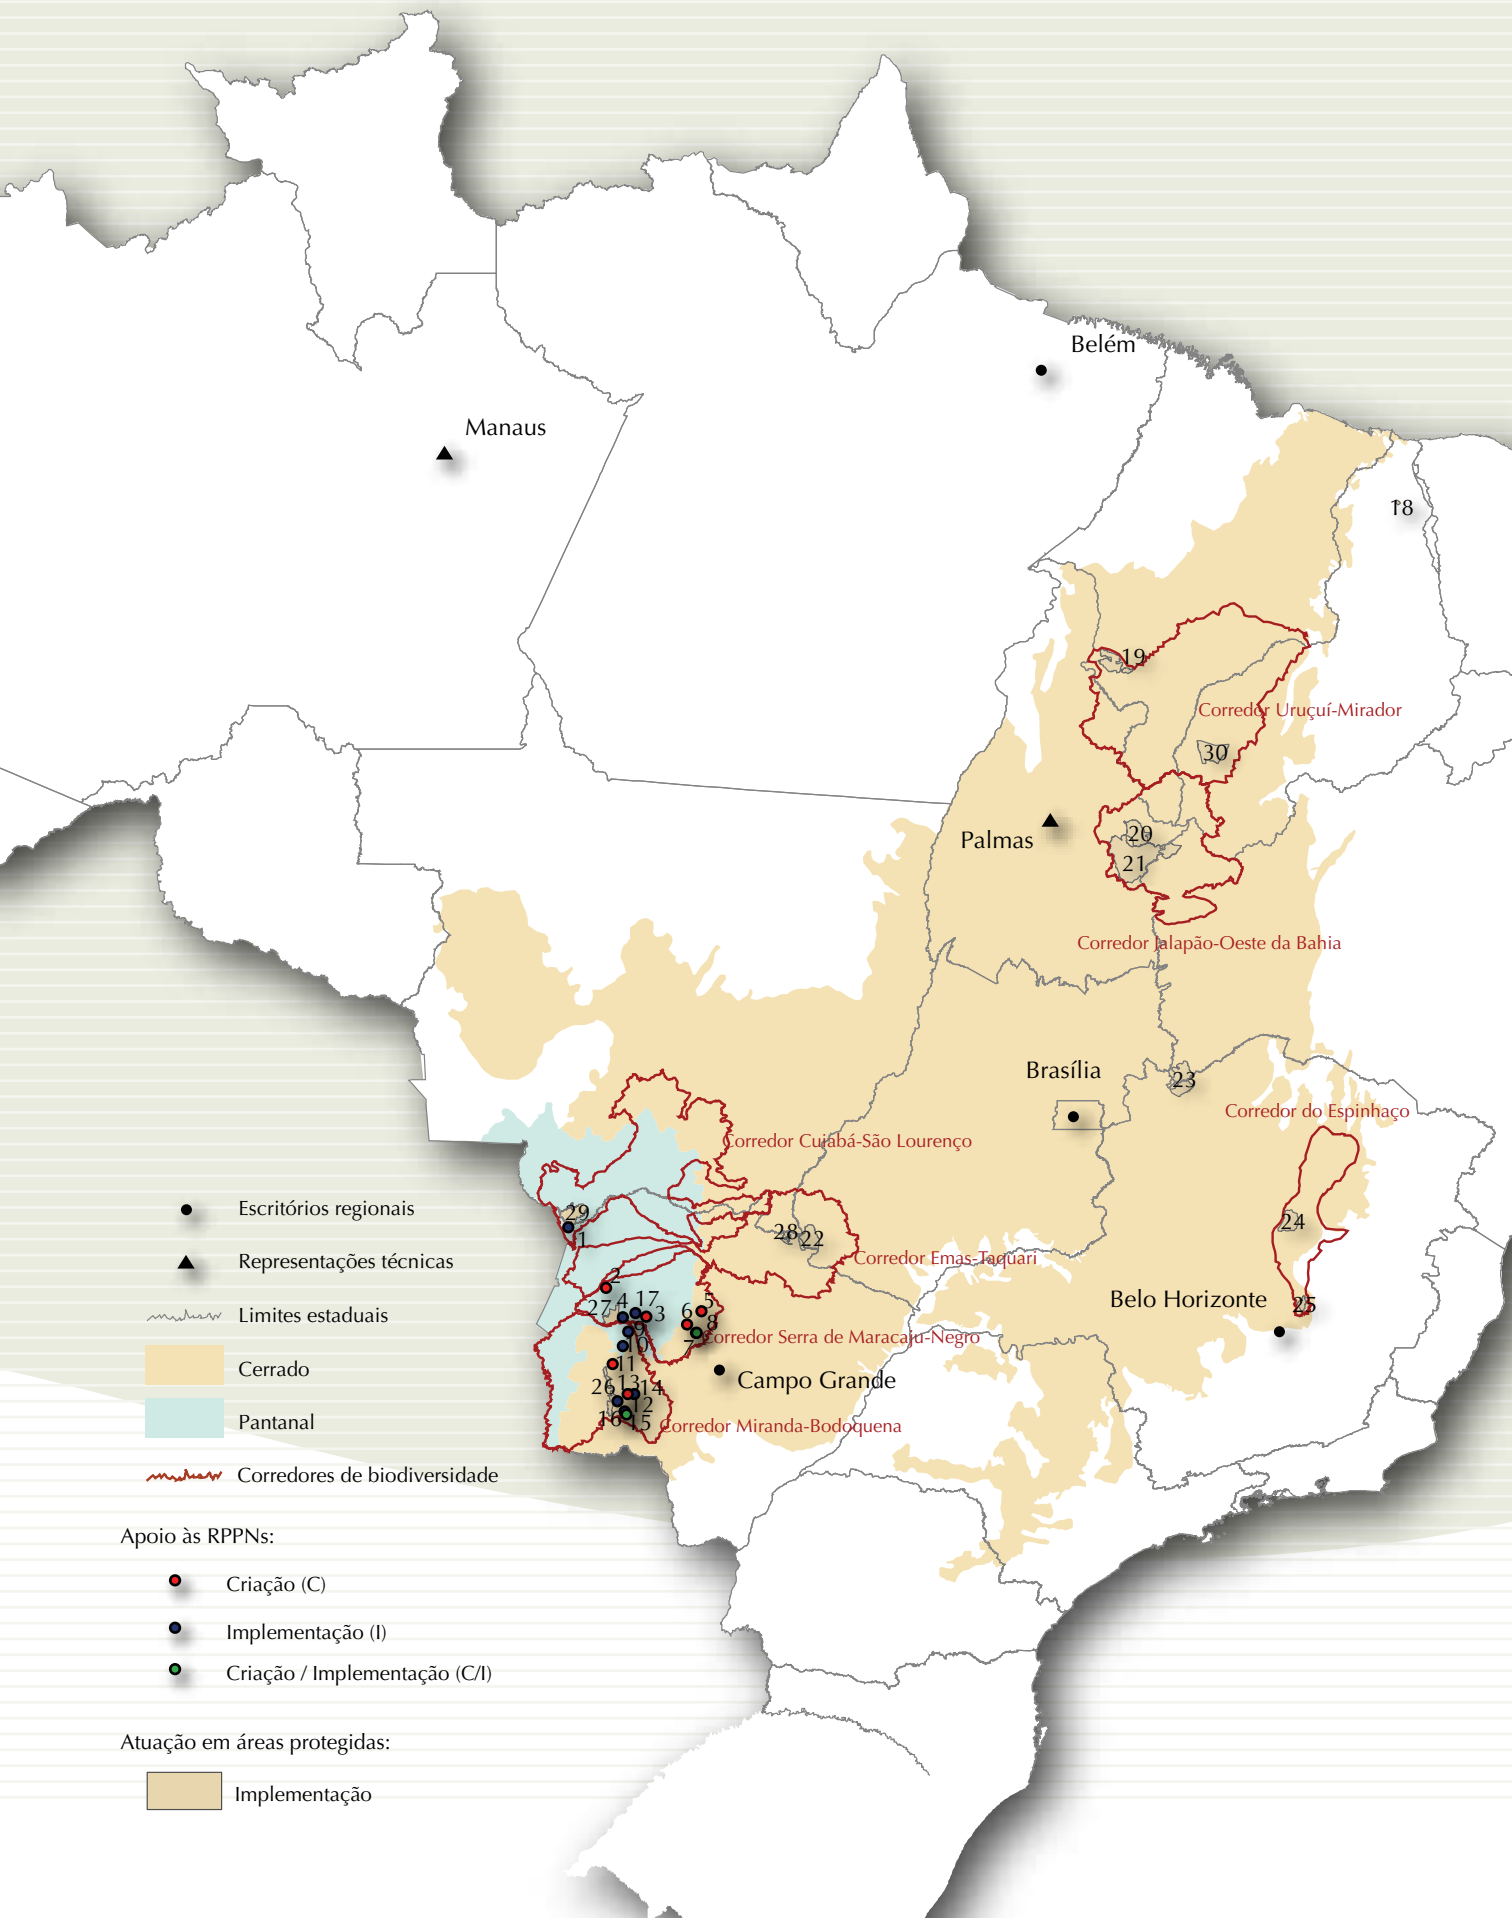 Belém
Manaus
18
19
Corredor Uruçuí-Mirador
30
Palmas
20
21
Corredor Jalapão-Oeste da Bahia
Brasília
23
Corredor do Espinhaço
Corredor Cuiabá-São Lourenço
29
1
24
28
22
Corredor Emas-Taquari
2
Belo Horizonte
25
27
4
17
3
5
6
8
7
Corredor Serra de Maracaju-Negro
9
10
11
Campo Grande
26
13
14
12
16
15
Corredor Miranda-Bodoquena
Escritórios regionais
Representações técnicas
Limites estaduais
Cerrado
Pantanal
Corredores de biodiversidade
Apoio às RPPNs:
Criação (C)
Implementação (I)
Criação / Implementação (C/I)
Atuação em áreas protegidas:
Implementação